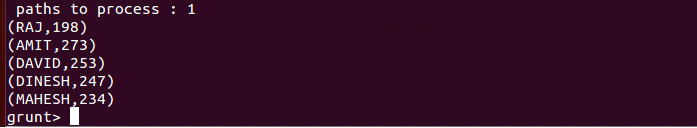 paths to process : 1
(RAJ,198)
(AMIT,273)
(DAVID,253)
(DINESH,247)
(MAHESH,234)
grunt>